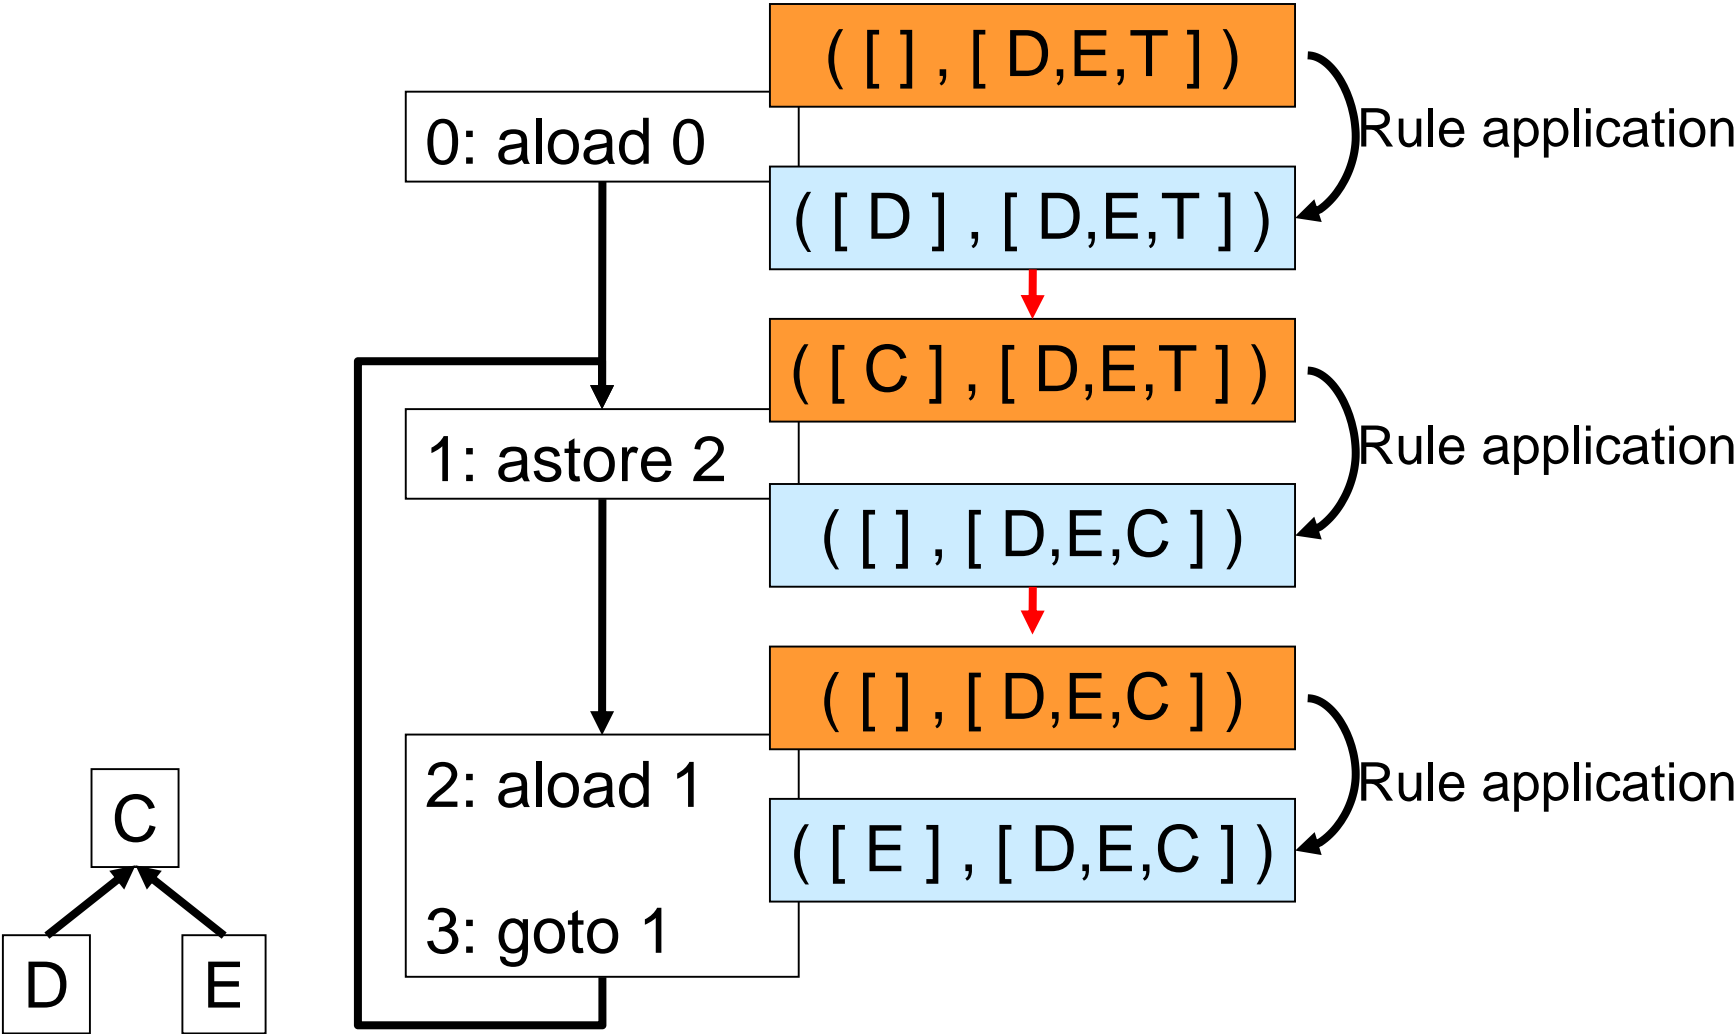 ( [ ] , [ D,E,T ] )
0: aload 0
Rule application
( [ D ] , [ D,E,T ] )
( [ C ] , [ D,E,T ] )
1: astore 2
Rule application
( [ ] , [ D,E,C ] )
( [ ] , [ D,E,C ] )
2: aload 1
Rule application
( [ E ] , [ D,E,C ] )
3: goto 1
C
D E